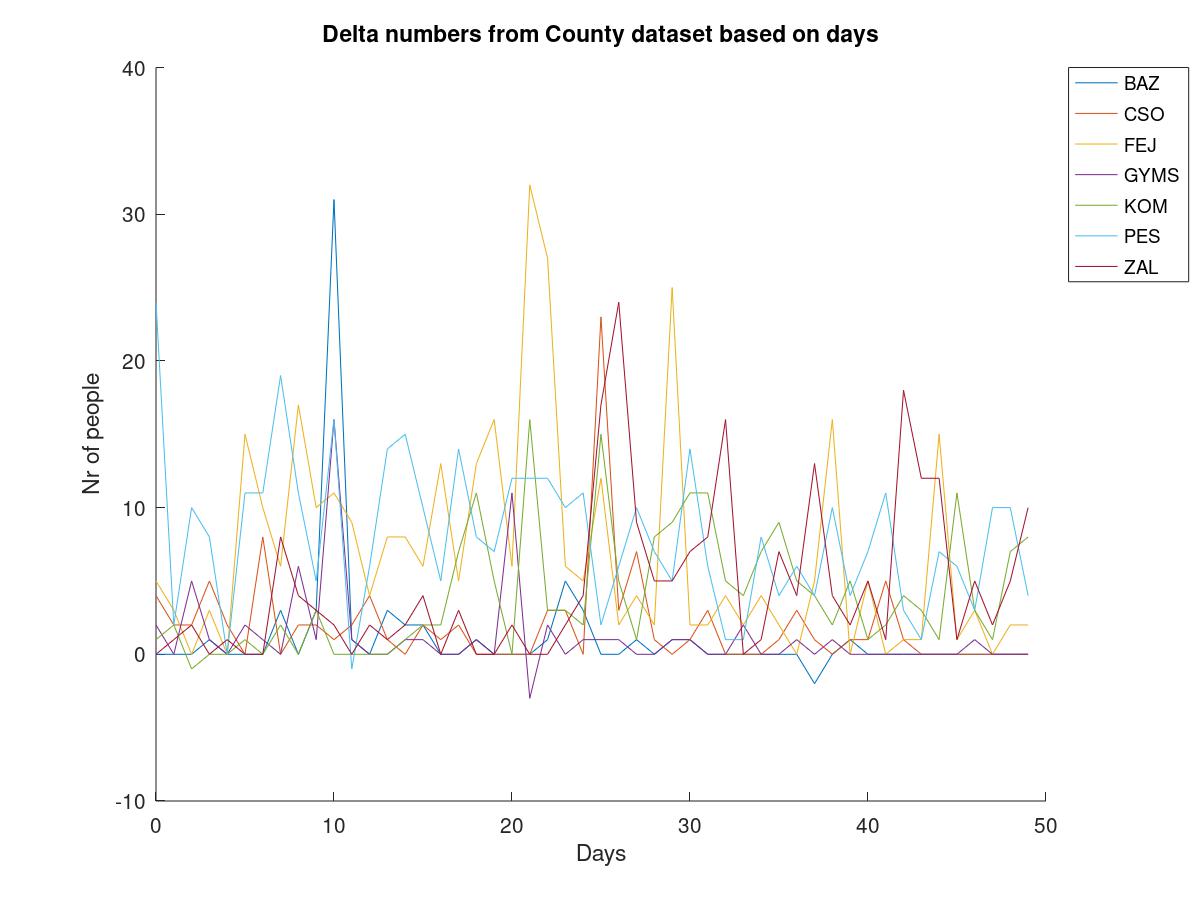 Delta numbers from County dataset based on days
40
30
20
10
0
-10
Nr of people
0 10 20 30 40 50
Days
BAZ
CSO
FEJ
GYMS
KOM
PES
ZAL